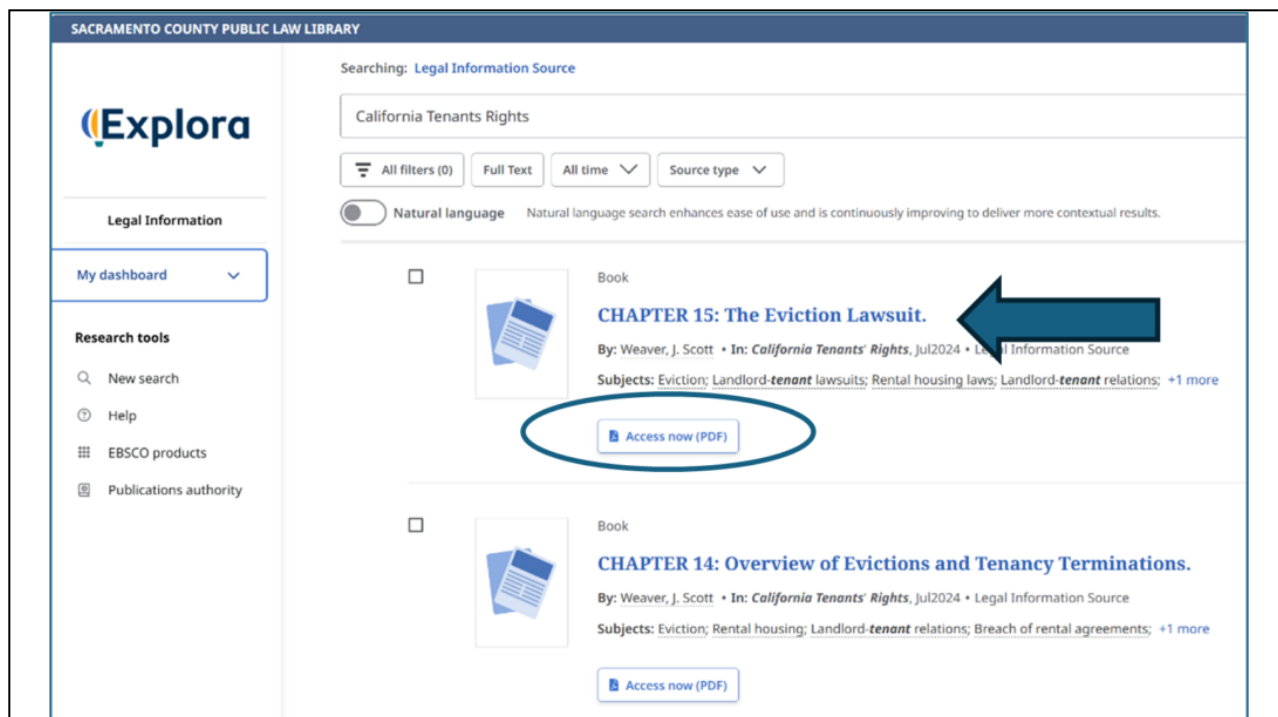 SACRAMENTO COUNTY PUBLIC LAW LIBRARY
Explora
Legal Information
My dashboard
Research tools
New search
Help
EBSCO products
Publications authority
Searching: Legal Information Source
California Tenants Rights
All filters (0) Full Text All time Source type
Natural language Natural language search enhances ease of use and is continuously improving to deliver more contextual results.
Book
CHAPTER 15: The Eviction Lawsuit.
By: Weaver, J. Scott • In: California Tenants' Rights, Jul2024 • Legal Information Source
Subjects: Eviction; Landlord-tenant lawsuits; Rental housing laws; Landlord-tenant relations; +1 more
Access now (PDF)
Book
CHAPTER 14: Overview of Evictions and Tenancy Terminations.
By: Weaver, J. Scott • In: California Tenants' Rights, Jul2024 • Legal Information Source
Subjects: Eviction; Rental housing; Landlord-tenant relations; Breach of rental agreements; +1 more
Access now (PDF)